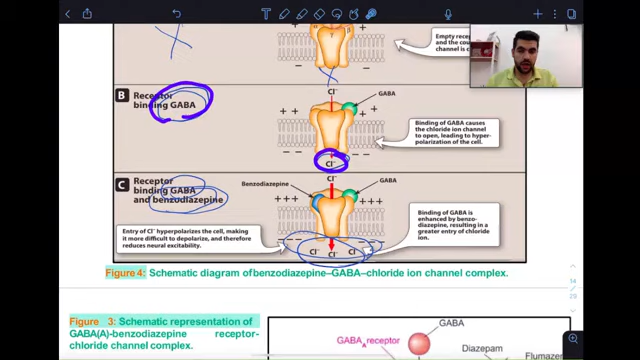 Empty rec
and the cou
channel is c
Cl⁻
B Receptor
binding GABA
GABA
Binding of GABA causes
the chloride ion channel
to open, leading to hyper-
polarization of the cell.
Cl⁻
Cl⁻
C Receptor
binding GABA
and benzodiazepine
Benzodiazepine
GABA
Entry of Cl⁻ hyperpolarizes the cell, making
it more difficult to depolarize, and therefore
reduces neural excitability.
Binding of GABA is
enhanced by benzo-
diazepine, resulting in
a greater entry of chloride
ion.
Cl⁻ Cl⁻ Cl⁻
Figure 4: Schematic diagram of benzodiazepine–GABA–chloride ion channel complex.
14
29
Figure 3: Schematic representation of
GABA(A)-benzodiazepine receptor-
chloride channel complex.
GABA
GABA A receptor
Diazepam
Flumaze